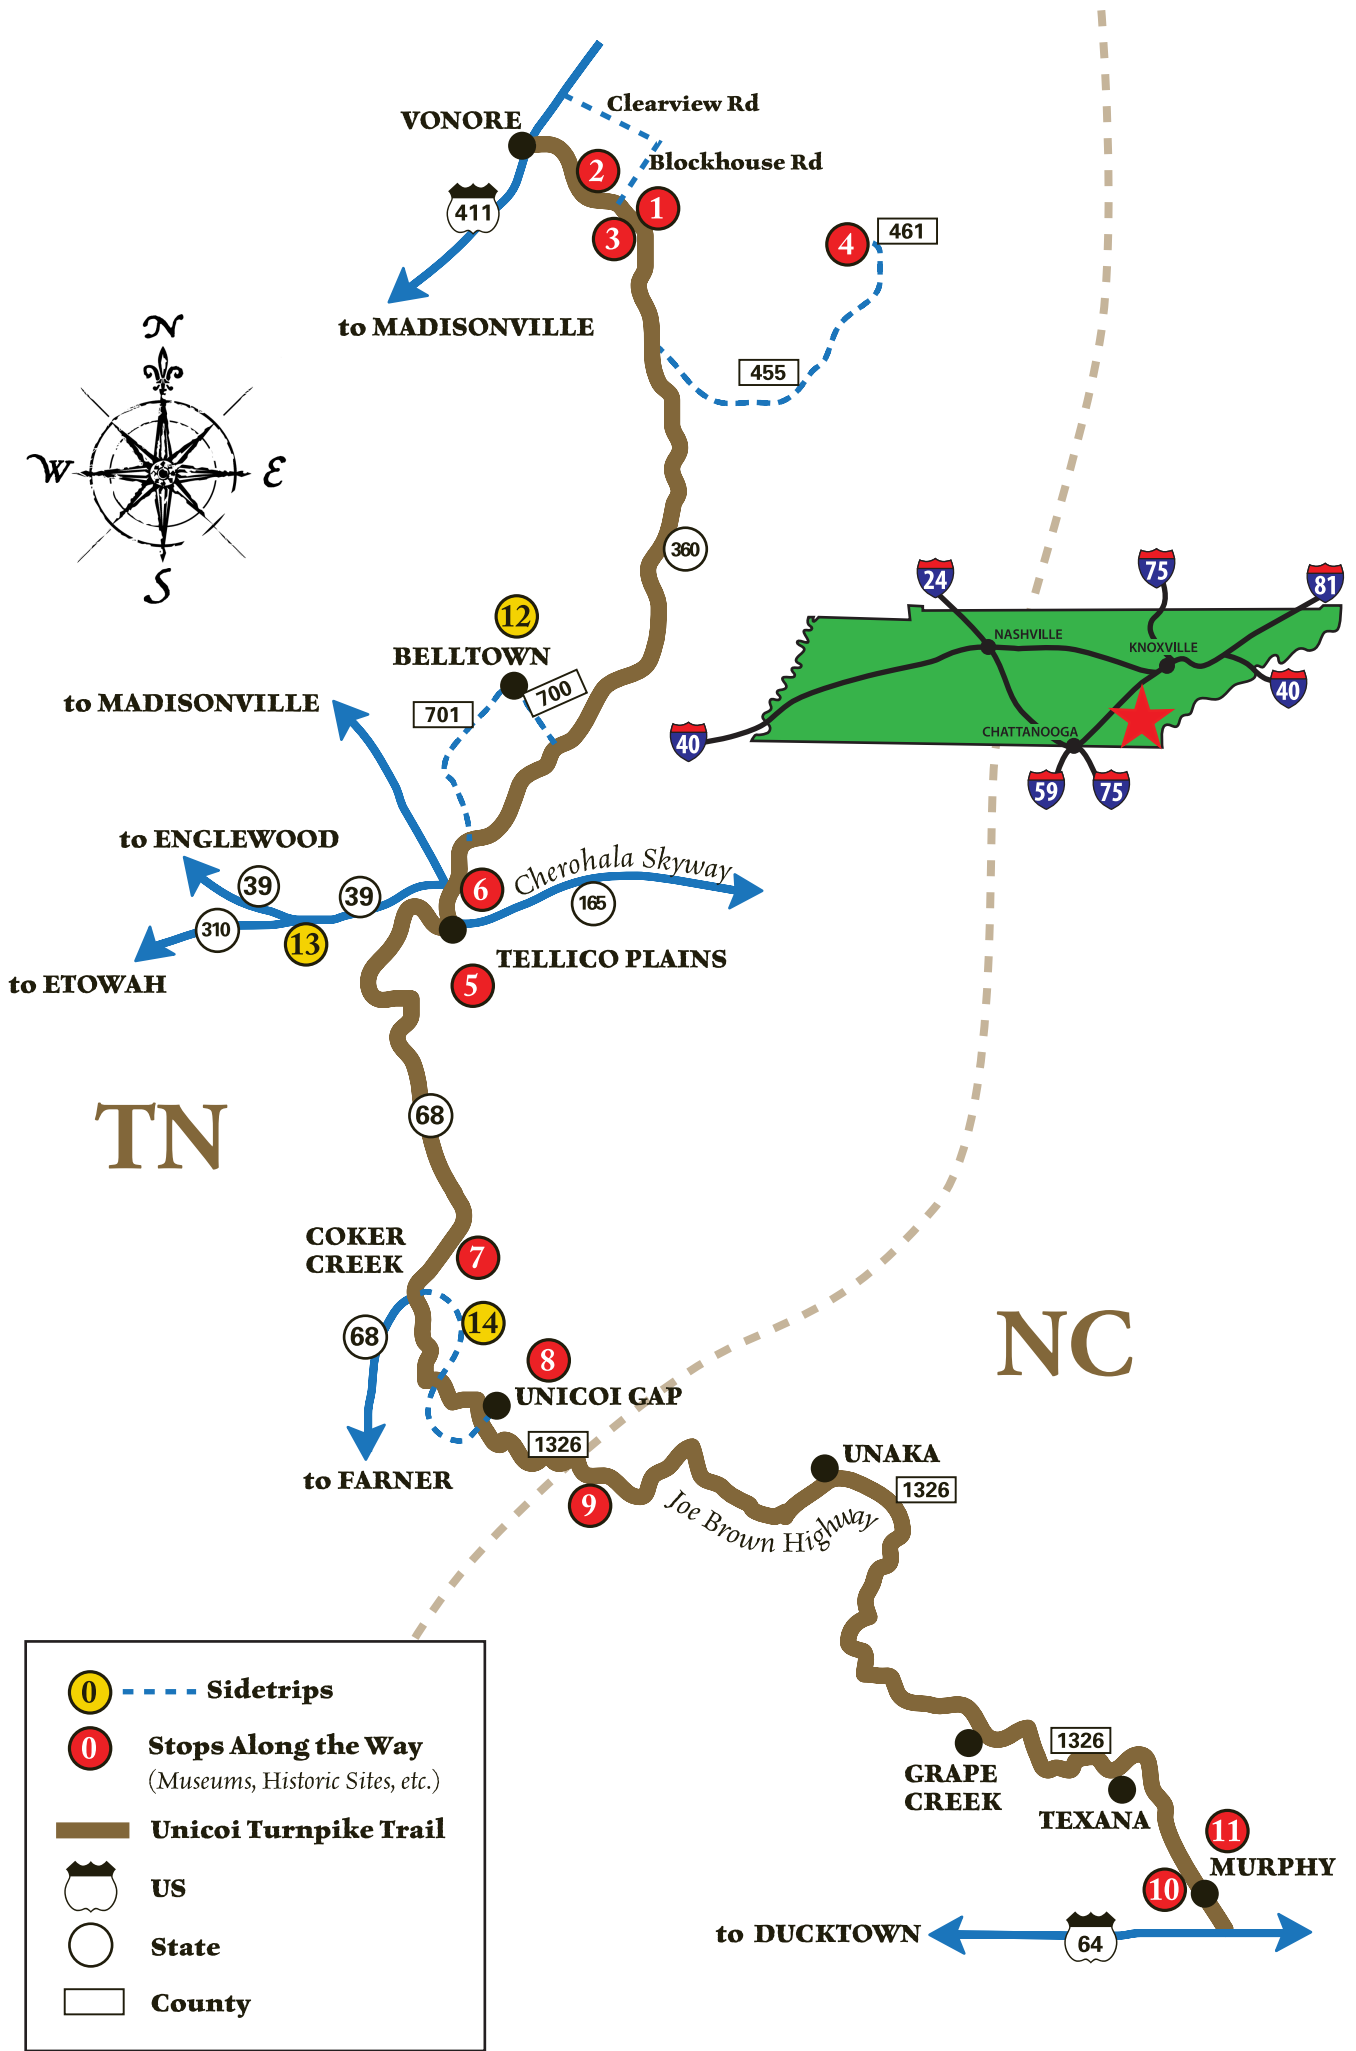 Clearview Rd
VONORE
Blockhouse Rd
2
1
411
3
4
461
to MADISONVILLE
N
W
E
S
455
360
24
75
81
NASHVILLE
KNOXVILLE
40
CHATTANOOGA
40
59
75
12
BELLTOWN
700
701
to MADISONVILLE
to ENGLEWOOD
39
39
310
13
6
Cherohala Skyway
165
to ETOWAH
TELLICO PLAINS
5
TN
68
COKER
CREEK
7
14
68
8
UNICOI GAP
NC
1326
to FARNER
9
UNAKA
1326
Joe Brown Highway
GRAPE
CREEK
1326
TEXANA
11
MURPHY
10
to DUCKTOWN
64
0
Sidetrips
0
Stops Along the Way
(Museums, Historic Sites, etc.)
Unicoi Turnpike Trail
US
State
County